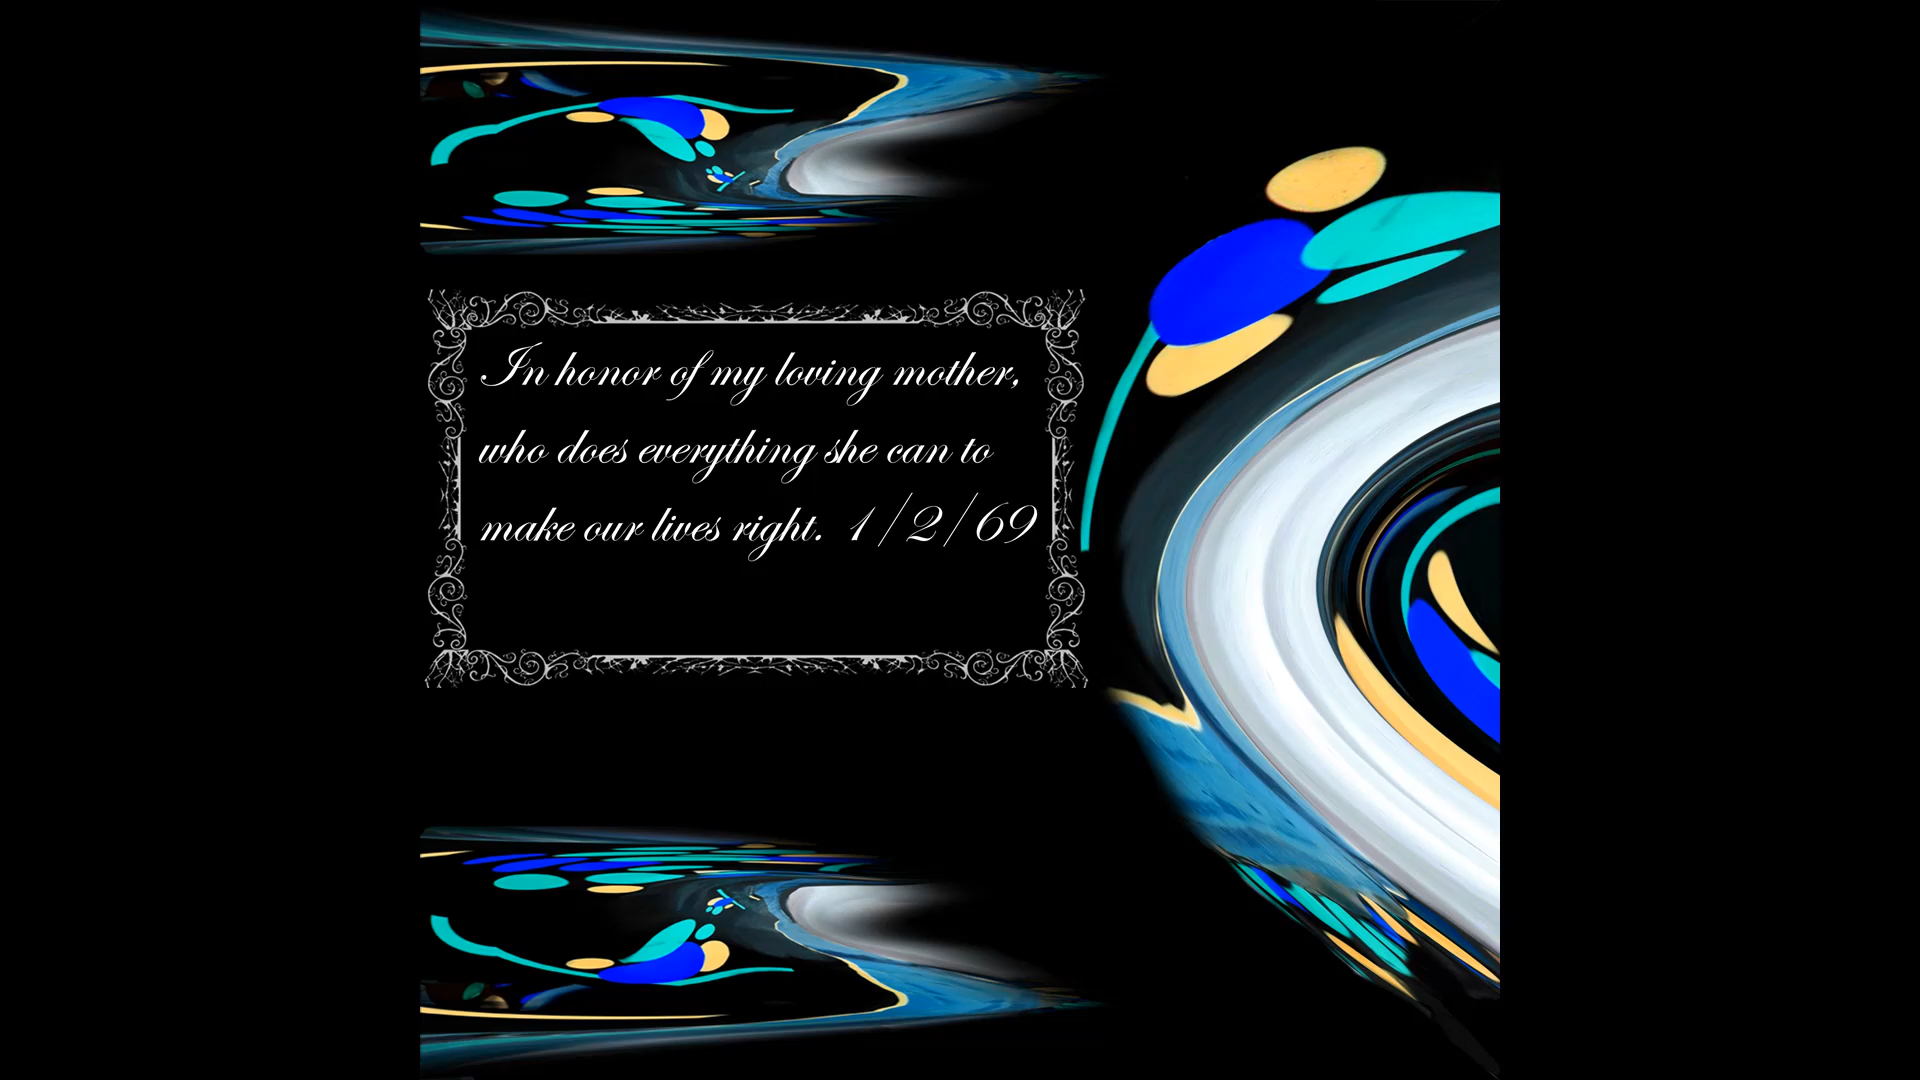 In honor of my loving mother,
who does everything she can to
make our lives right. 1/2/69